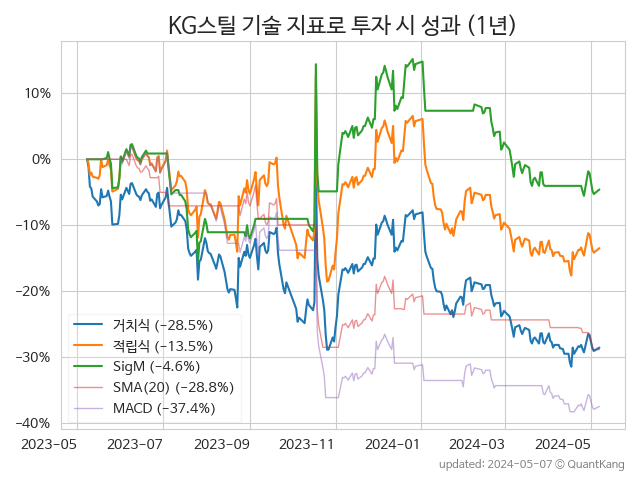 KG스틸 기술 지표로 투자 시 성과 (1년)
10%
0%
−10%
−20%
−30%
−40%
거치식 (−28.5%)
적립식 (−13.5%)
SigM (−4.6%)
SMA(20) (−28.8%)
MACD (−37.4%)
2023-05
2023-07
2023-09
2023-11
2024-01
2024-03
2024-05
updated: 2024-05-07 © QuantKang